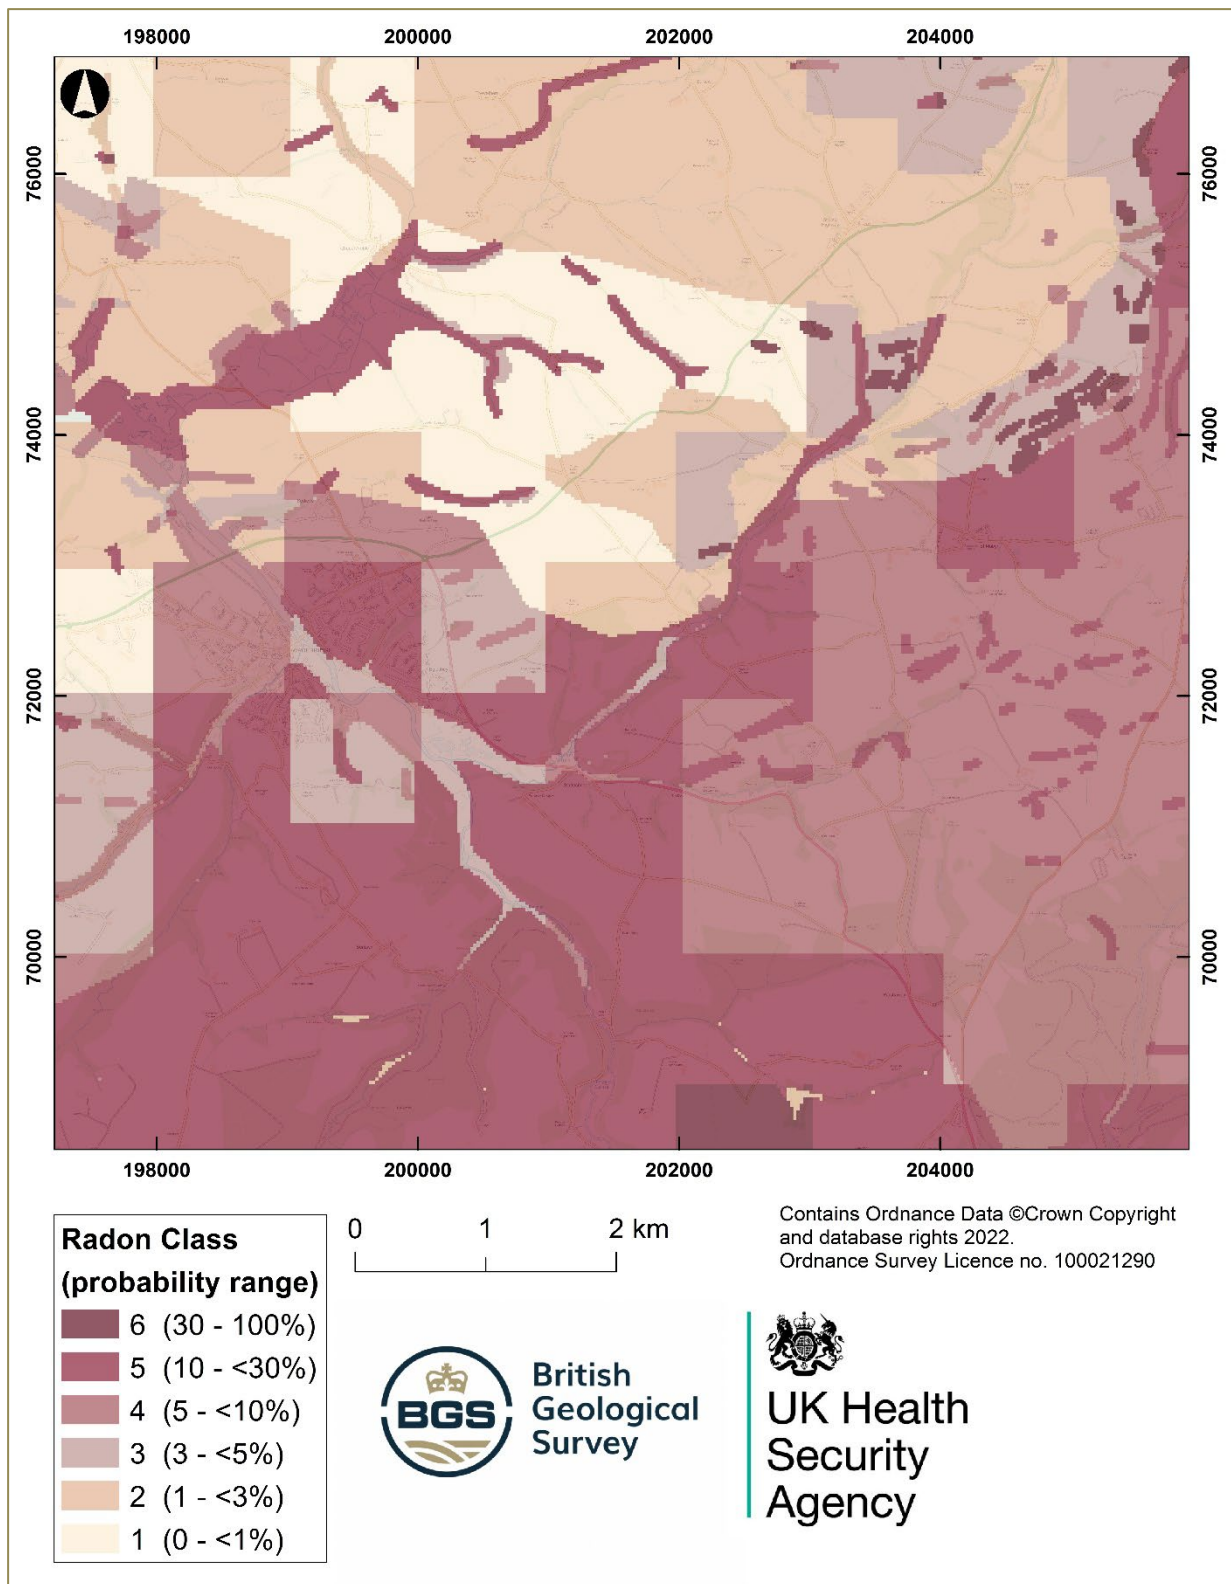 198000 200000 202000 204000
76000 76000
74000 74000
72000 72000
70000 70000
198000 200000 202000 204000
Radon Class
(probability range)
6 (30 - 100%)
5 (10 - <30%)
4 (5 - <10%)
3 (3 - <5%)
2 (1 - <3%)
1 (0 - <1%)
0 1 2 km
Contains Ordnance Data ©Crown Copyright
and database rights 2022.
Ordnance Survey Licence no. 100021290
BGS
British
Geological
Survey
UK Health
Security
Agency